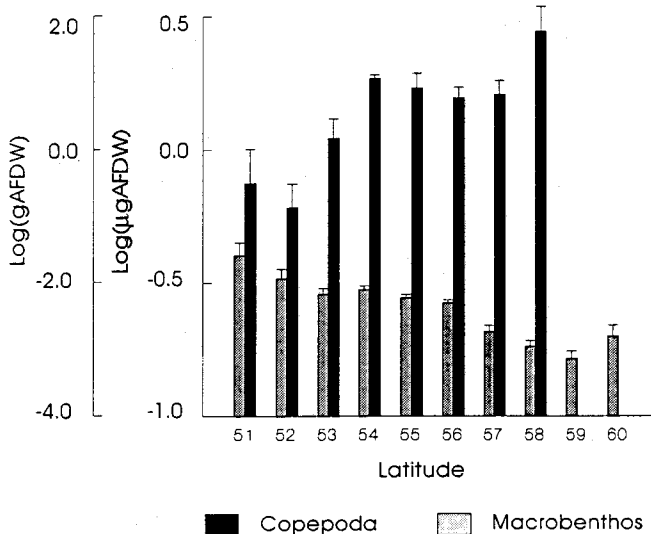 2.0
0.0
-2.0
-4.0
Log(gAFDW)
0.5
0.0
-0.5
-1.0
Log(µgAFDW)
51 52 53 54 55 56 57 58 59 60
Latitude
Copepoda Macrobenthos